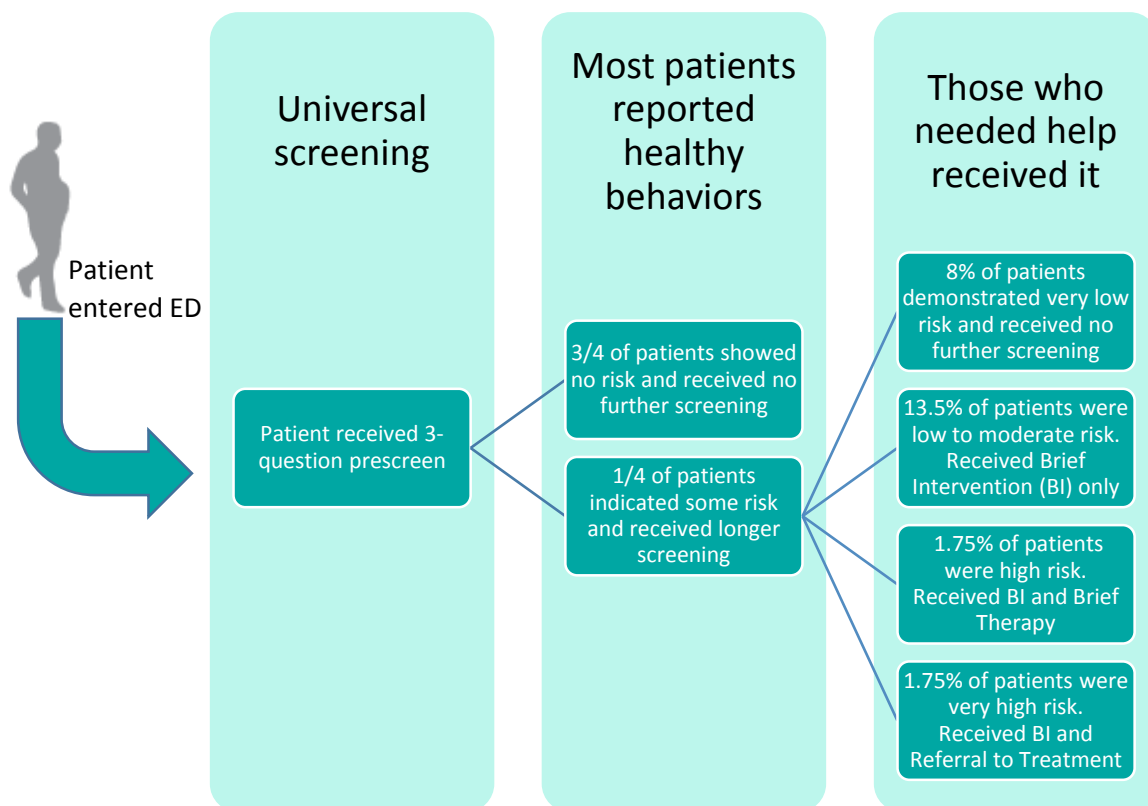 Patient
entered ED
Universal
screening
Patient received 3-
question prescreen
Most patients
reported
healthy
behaviors
3/4 of patients showed
no risk and received no
further screening
1/4 of patients
indicated some risk
and received longer
screening
Those who
needed help
received it
8% of patients
demonstrated very low
risk and received no
further screening
13.5% of patients were
low to moderate risk.
Received Brief
Intervention (BI) only
1.75% of patients
were high risk.
Received BI and Brief
Therapy
1.75% of patients were
very high risk.
Received BI and
Referral to Treatment